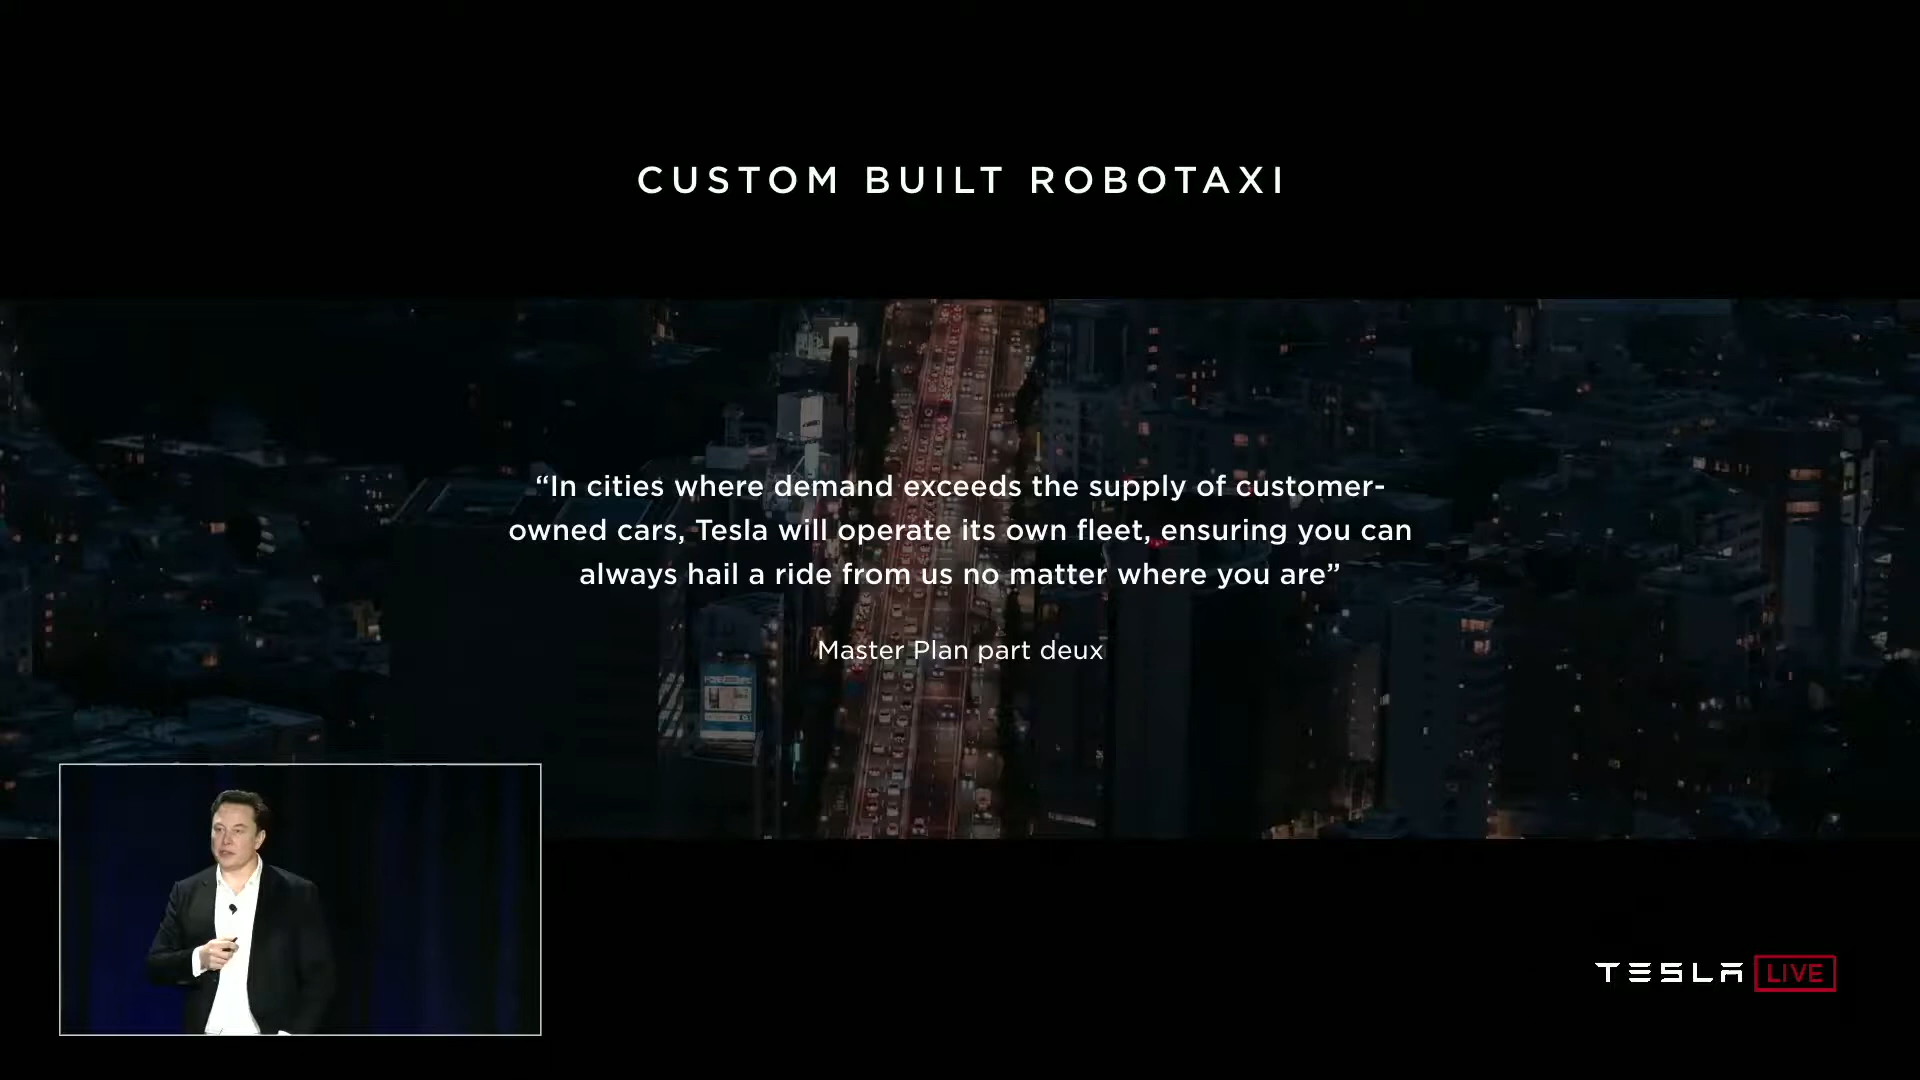 CUSTOM BUILT ROBOTAXI
“In cities where demand exceeds the supply of customer-
owned cars, Tesla will operate its own fleet, ensuring you can
always hail a ride from us no matter where you are”
Master Plan part deux
TESLA LIVE